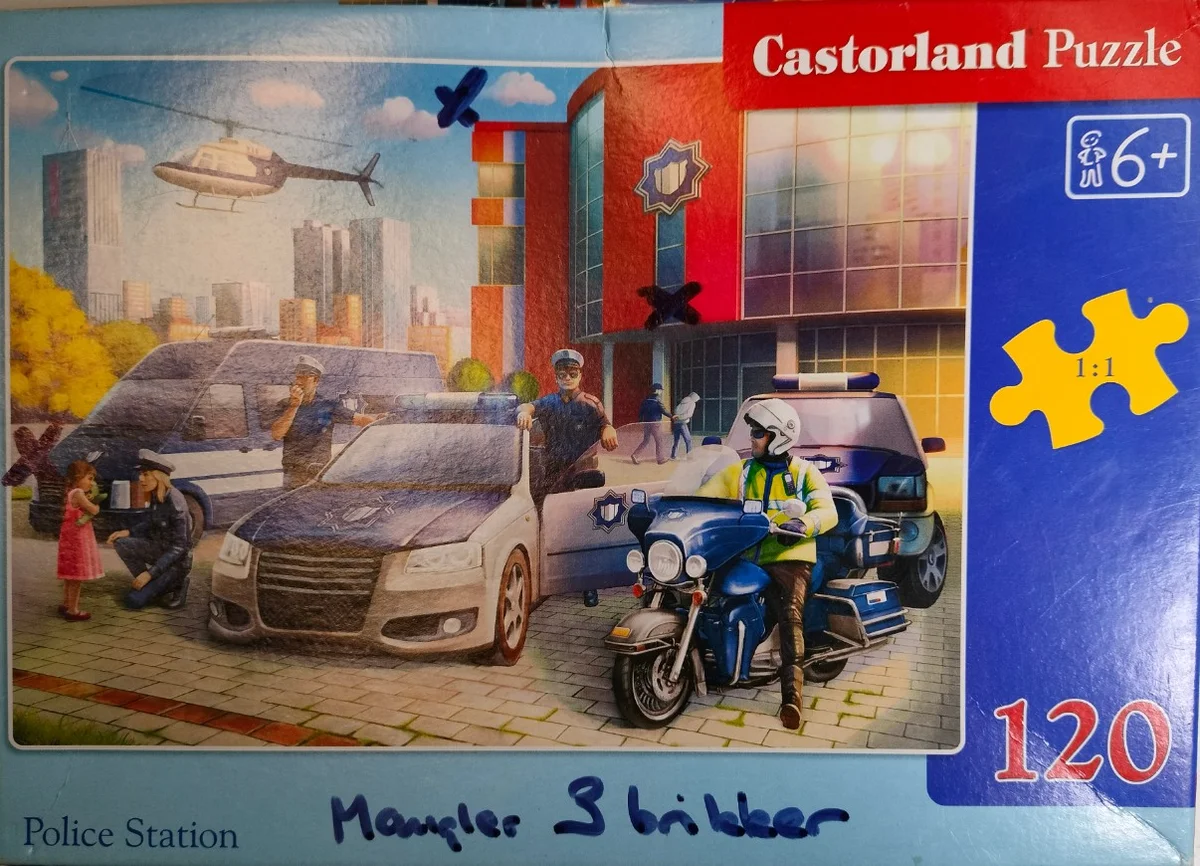 Castorland Puzzle
6+
1:1
120
Mangler 3 brikker
Police Station